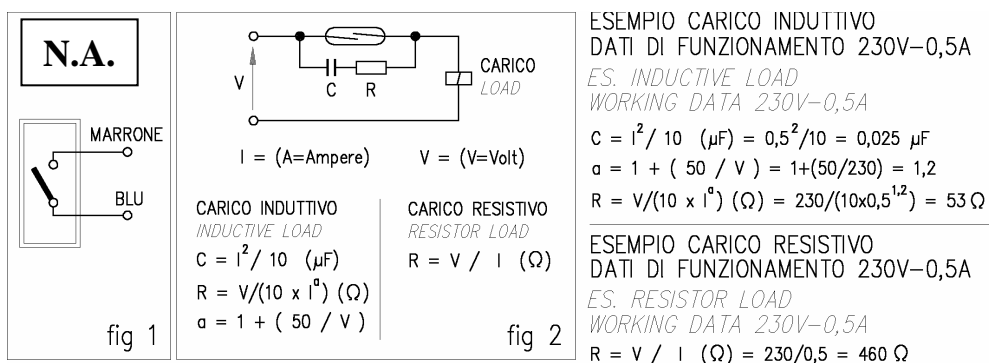 N.A.
MARRONE
BLU
fig 1
V
C R
CARICO
LOAD
I = (A=Ampere) V = (V=Volt)
CARICO INDUTTIVO
INDUCTIVE LOAD
C = I²/ 10 (μF)
R = V/(10 x Iª) (Ω)
a = 1 + ( 50 / V )
CARICO RESISTIVO
RESISTOR LOAD
R = V / I (Ω)
fig 2
ESEMPIO CARICO INDUTTIVO
DATI DI FUNZIONAMENTO 230V-0,5A
ES. INDUCTIVE LOAD
WORKING DATA 230V-0,5A
C = I²/ 10 (μF) = 0,5²/10 = 0,025 μF
a = 1 + ( 50 / V ) = 1+(50/230) = 1,2
R = V/(10 x Iª) (Ω) = 230/(10x0,5¹,²) = 53 Ω
ESEMPIO CARICO RESISTIVO
DATI DI FUNZIONAMENTO 230V-0,5A
ES. RESISTOR LOAD
WORKING DATA 230V-0,5A
R = V / I (Ω) = 230/0,5 = 460 Ω